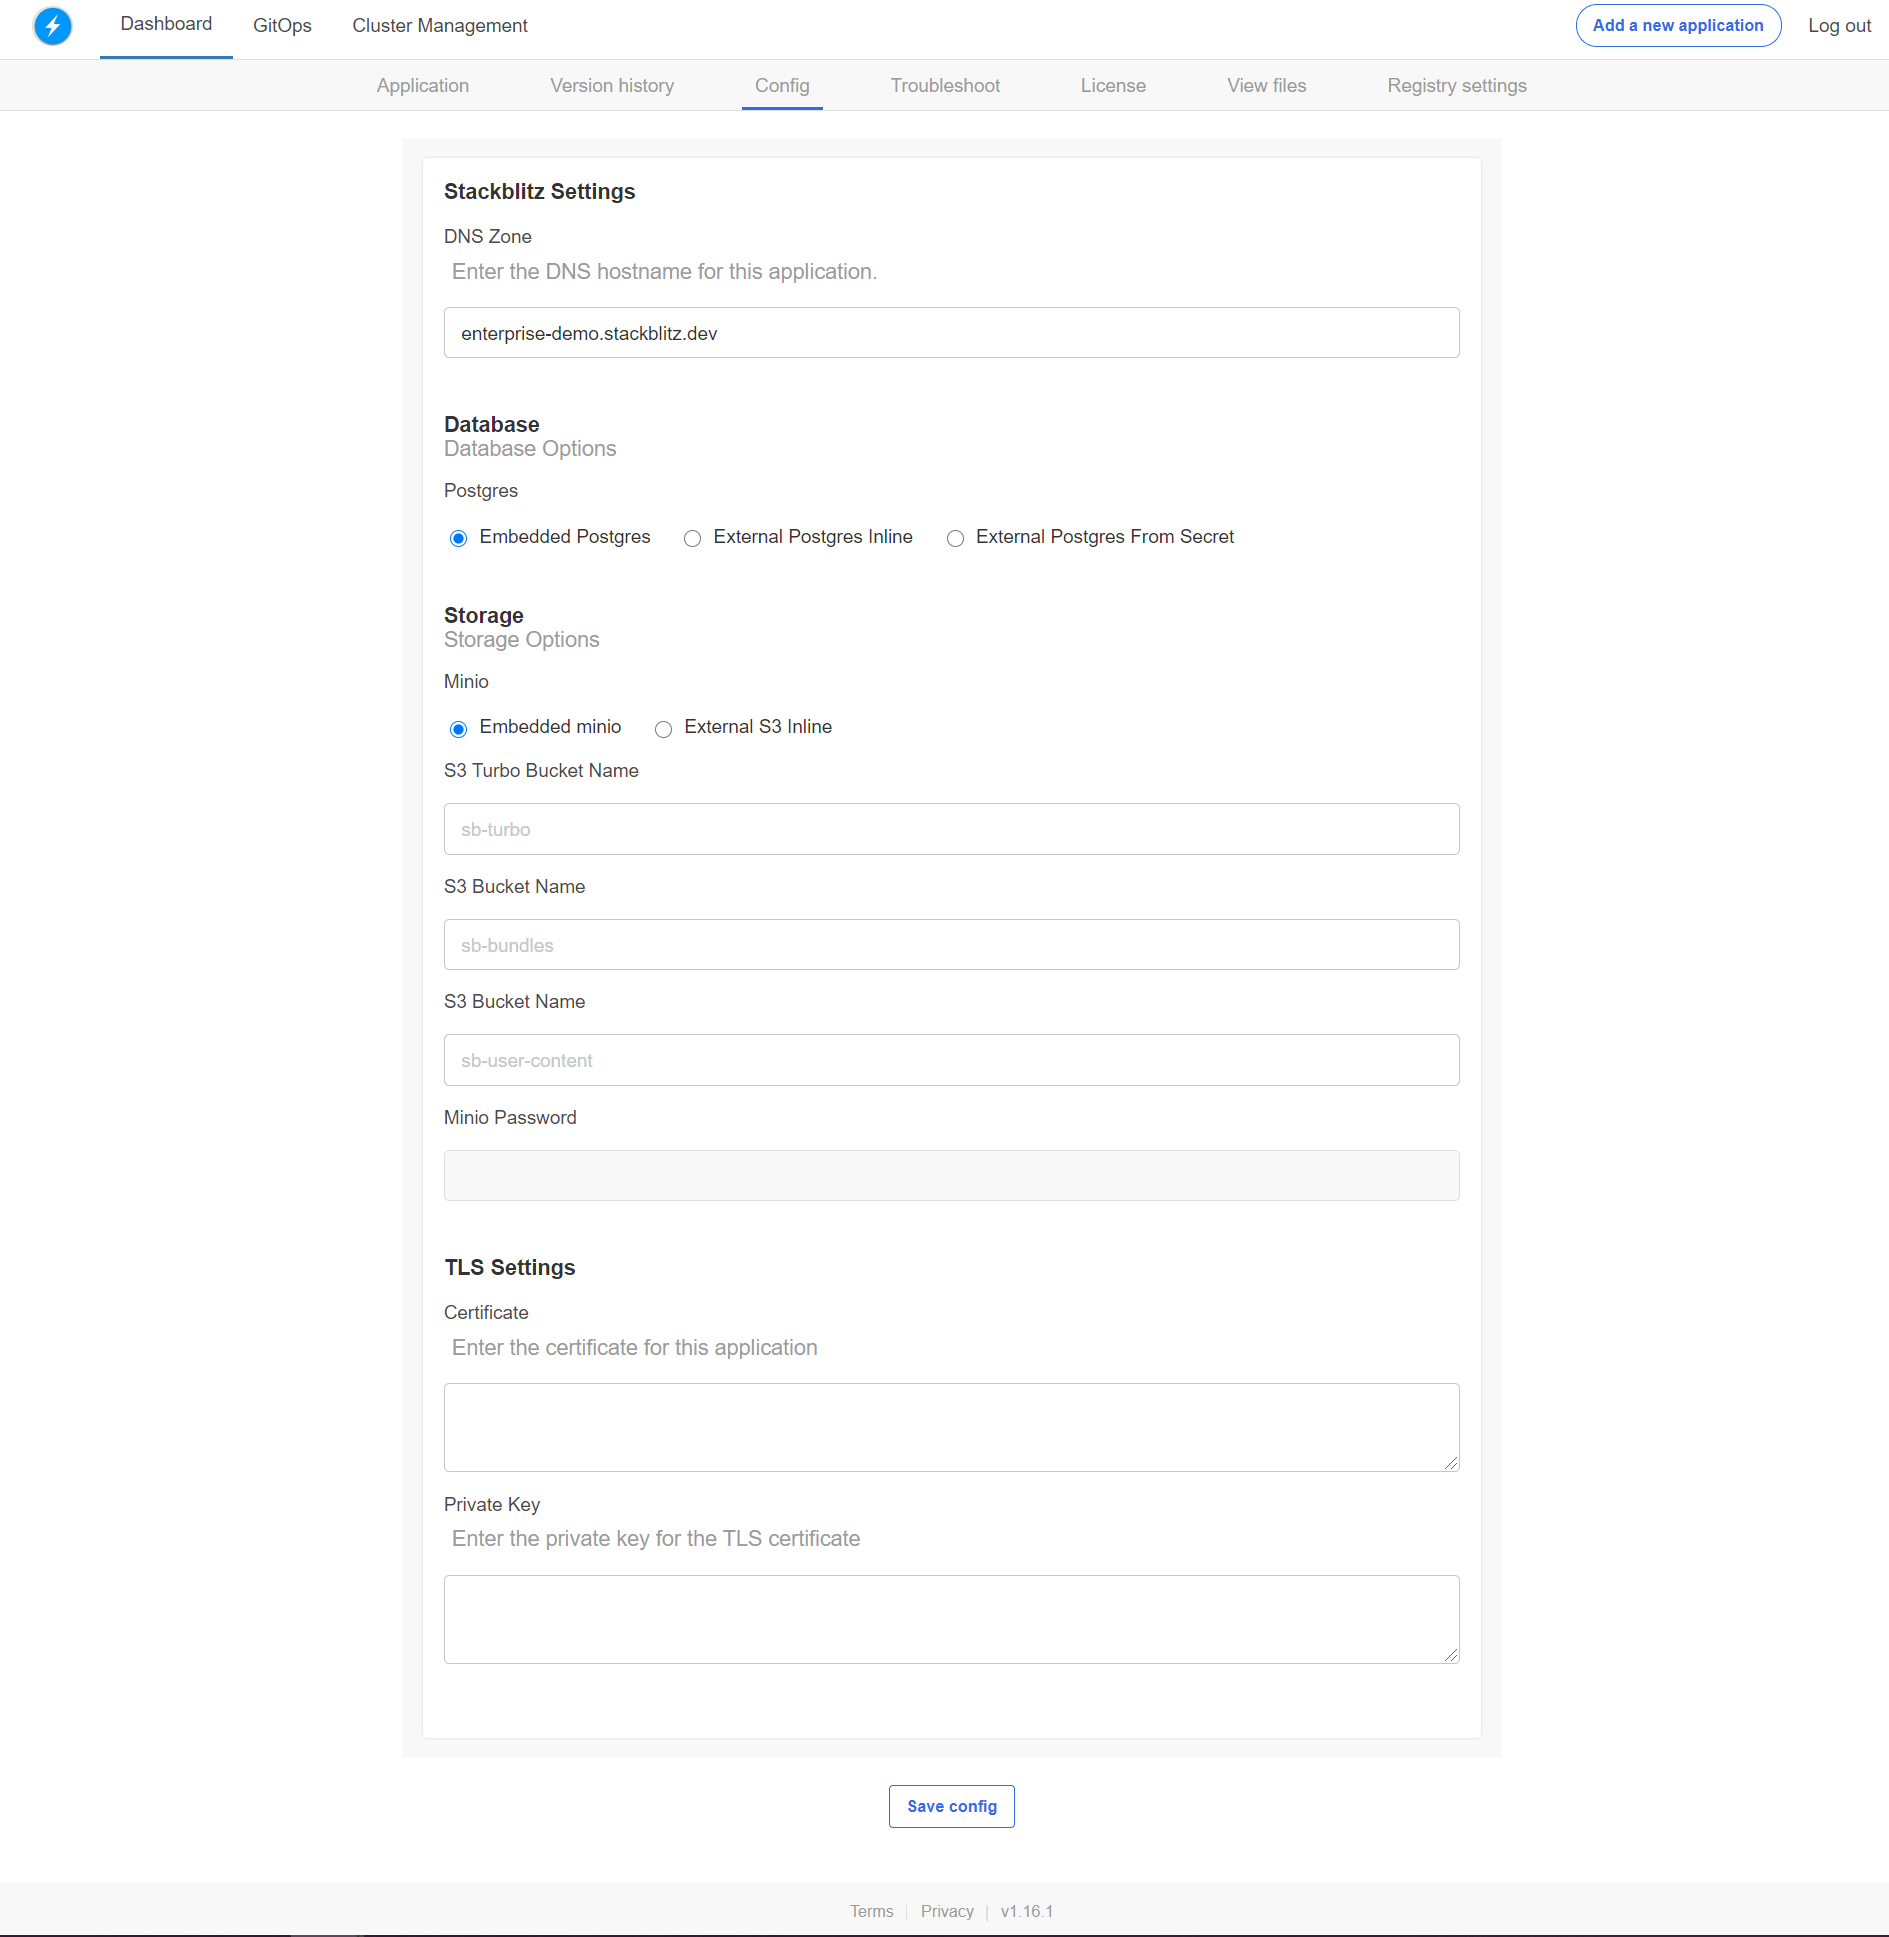 Dashboard GitOps Cluster Management Add a new application Log out
Application Version history Config Troubleshoot License View files Registry settings
Stackblitz Settings
DNS Zone
Enter the DNS hostname for this application.
enterprise-demo.stackblitz.dev
Database
Database Options
Postgres
Embedded Postgres External Postgres Inline External Postgres From Secret
Storage
Storage Options
Minio
Embedded minio External S3 Inline
S3 Turbo Bucket Name
sb-turbo
S3 Bucket Name
sb-bundles
S3 Bucket Name
sb-user-content
Minio Password
TLS Settings
Certificate
Enter the certificate for this application
Private Key
Enter the private key for the TLS certificate
Save config
Terms | Privacy | v1.16.1